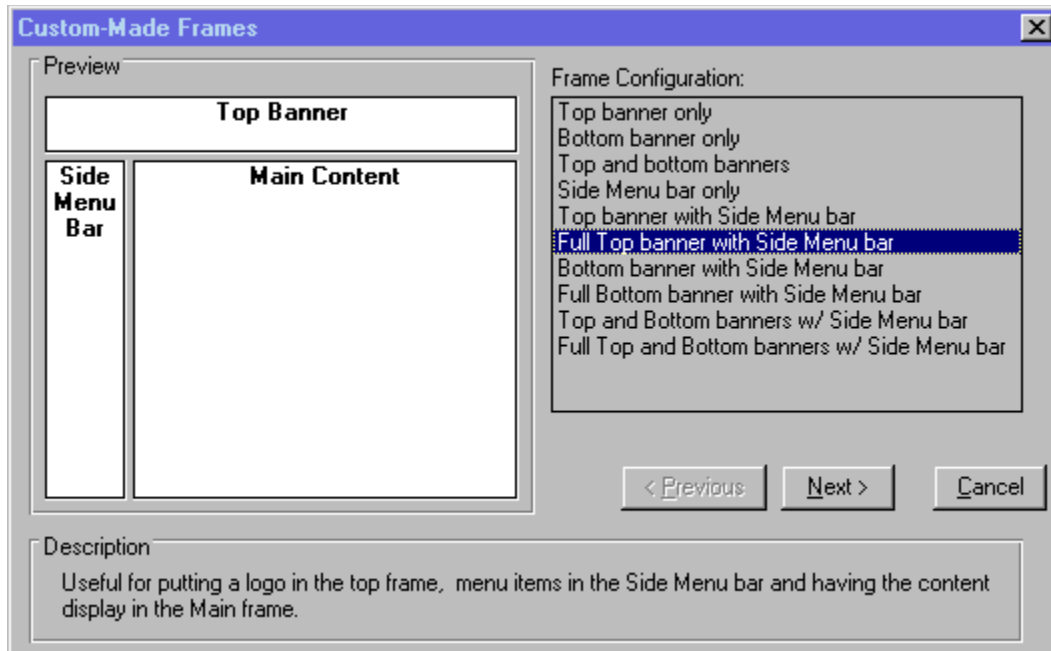 Custom-Made Frames
Preview
Top Banner
Side
Menu
Bar
Main Content
Frame Configuration:
Top banner only
Bottom banner only
Top and bottom banners
Side Menu bar only
Top banner with Side Menu bar
Full Top banner with Side Menu bar
Bottom banner with Side Menu bar
Full Bottom banner with Side Menu bar
Top and Bottom banners w/ Side Menu bar
Full Top and Bottom banners w/ Side Menu bar
< Previous
Next >
Cancel
Description
Useful for putting a logo in the top frame,  menu items in the Side Menu bar and having the content
display in the Main frame.